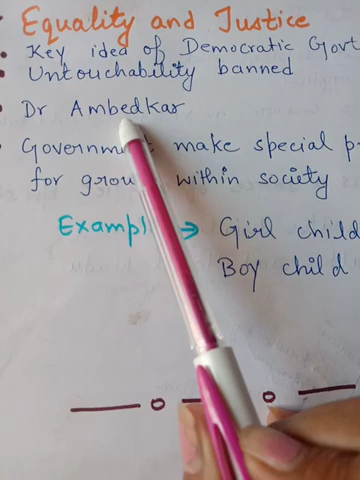 Equality and Justice
Key idea of Democratic Govt
Untouchability banned
Dr Ambedkar
make special
for within society
→ Girl child
Boy child